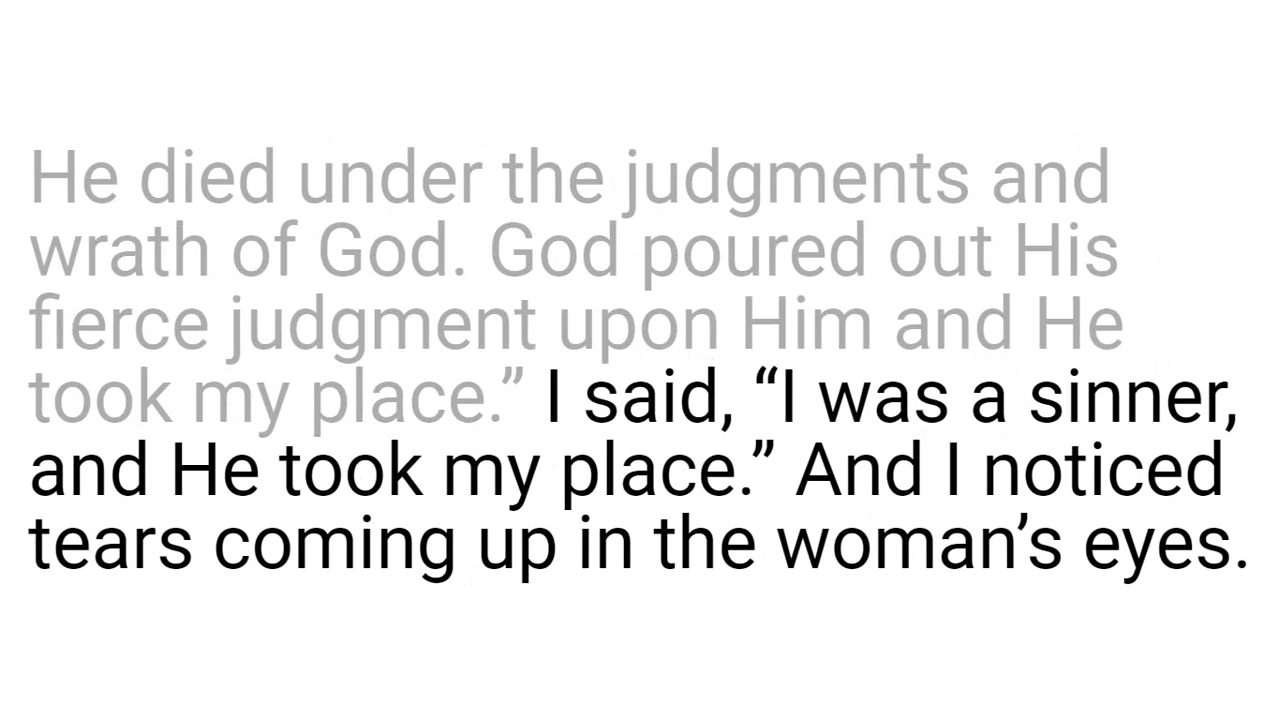 He died under the judgments and
wrath of God. God poured out His
fierce judgment upon Him and He
took my place.” I said, “I was a sinner,
and He took my place.” And I noticed
tears coming up in the woman’s eyes.